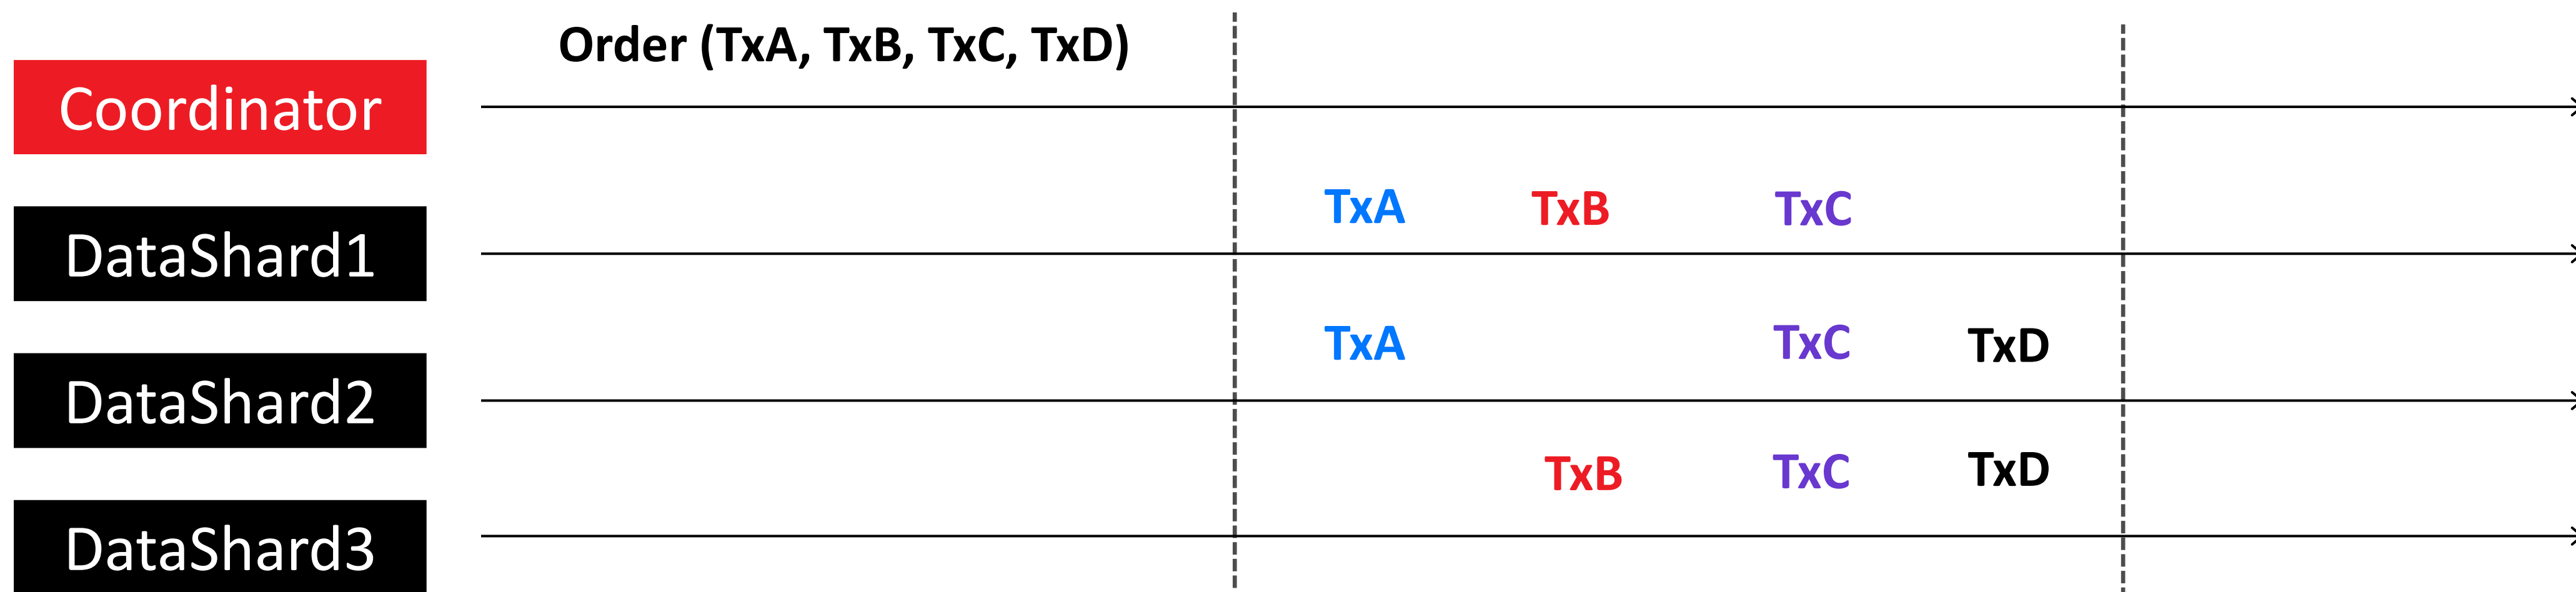 Order (TxA, TxB, TxC, TxD)
Coordinator
TxA TxB TxC
DataShard1
TxA TxC TxD
DataShard2
TxB TxC TxD
DataShard3